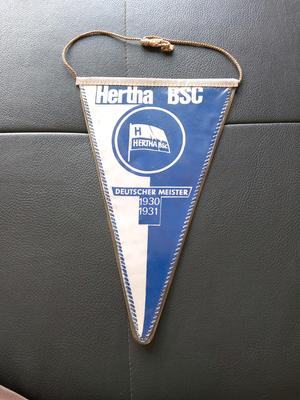 Hertha BSC
H
HERTHA BSC
DEUTSCHER MEISTER
1930
1931